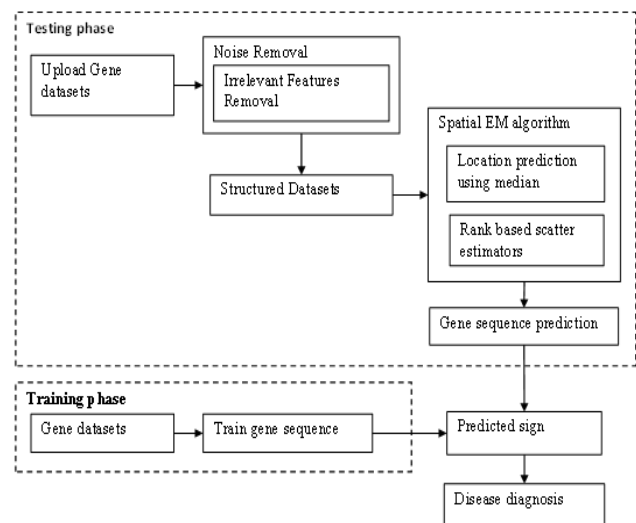 Testing phase
Upload Gene
datasets
Noise Removal
Irrelevant Features
Removal
Structured Datasets
Spatial EM algorithm
Location prediction
using median
Rank based scatter
estimators
Gene sequence prediction
Training phase
Gene datasets
Train gene sequence
Predicted sign
Disease diagnosis